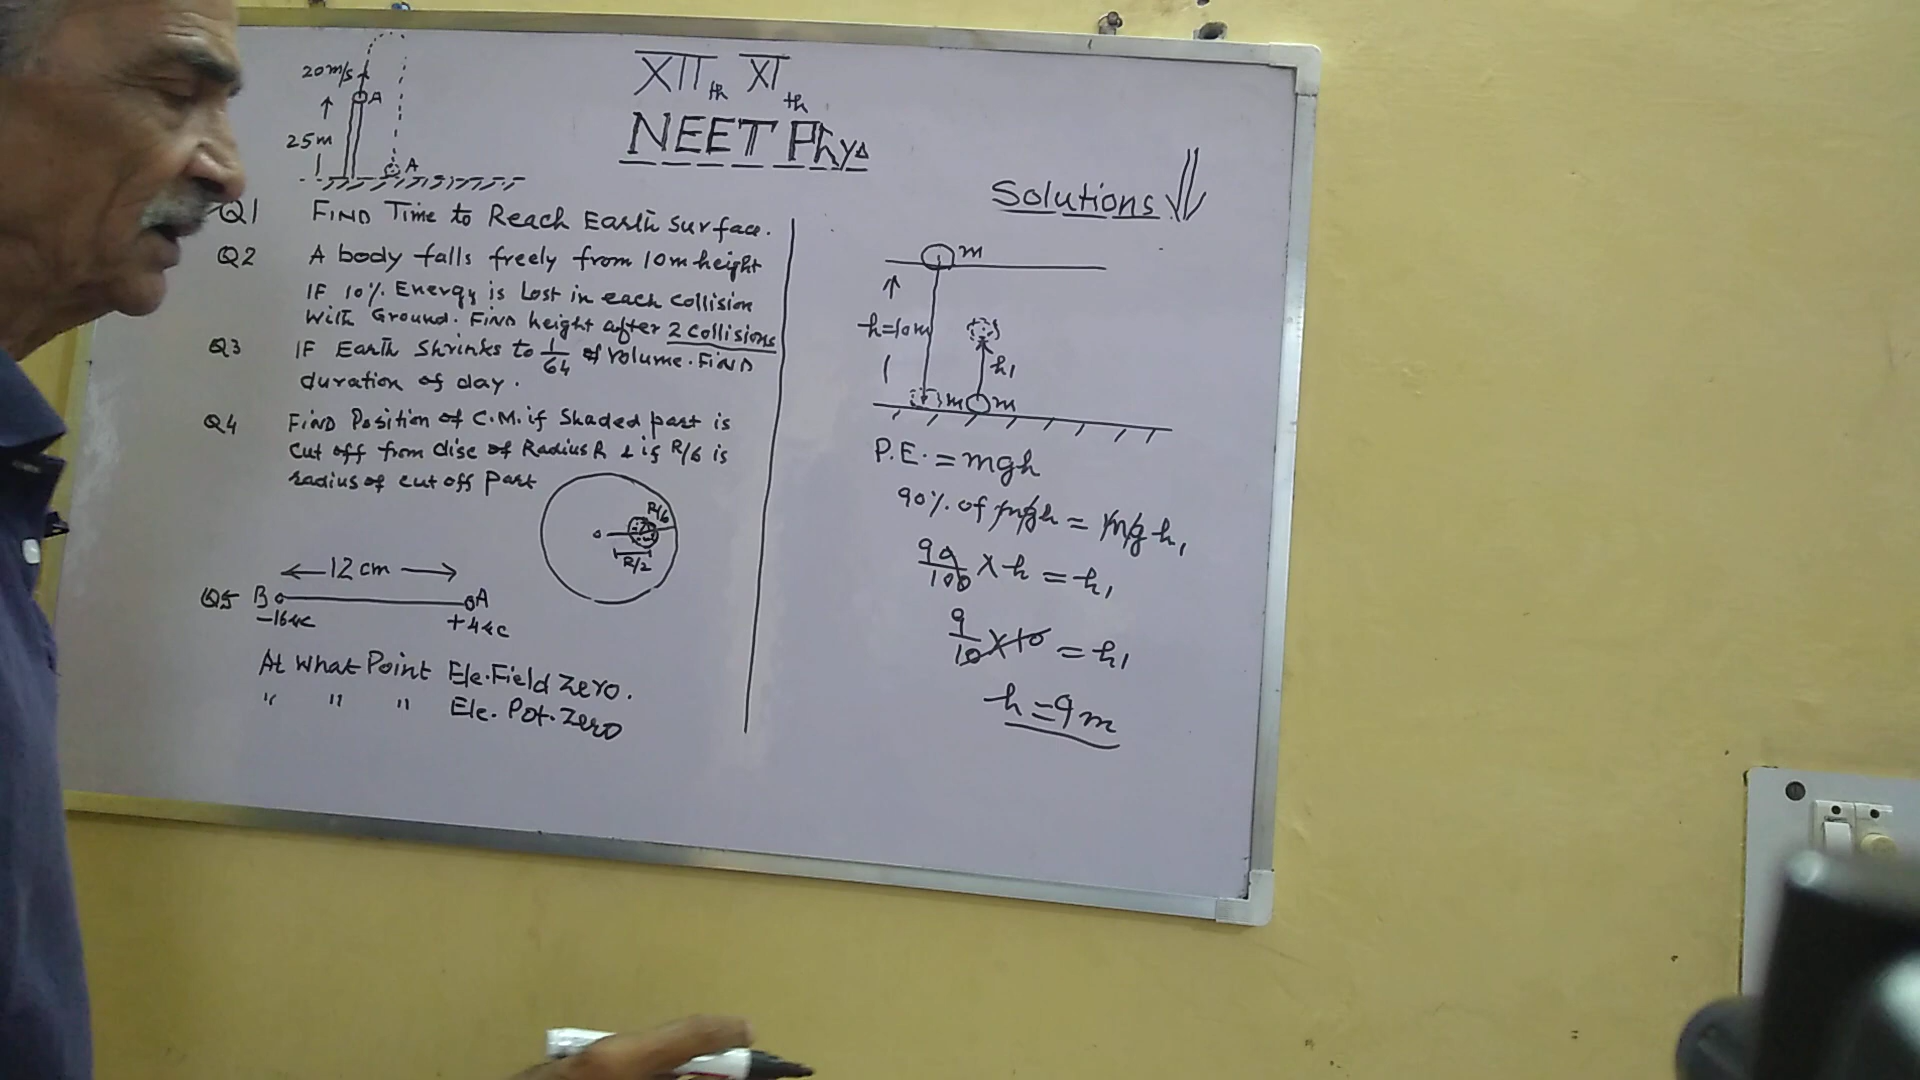 XIIth XIth
NEET Phys
20m/s
A
25m
A
Q1 FIND Time to Reach Earth surface.
Q2 A body falls freely from 10m height
IF 10% Energy is Lost in each collision
With Ground. Find height after 2 collisions
Q3 IF Earth Shrinks to 1/64 of volume. FIND
duration of day.
Q4 FIND Position of C.M. if Shaded part is
Cut off from disc of Radius R & if R/6 is
radius of cut off Part
R/6
o
R/2
12 cm
Q5 B A
-16µC +4µC
At What Point Ele. Field Zero.
" " " Ele. Pot. Zero
Solutions
m
h=10m
h1
m m
P.E. = mgh
90% of mgh = mgh1
90/100 × h = h1
9/10 × 10 = h1
h = 9m